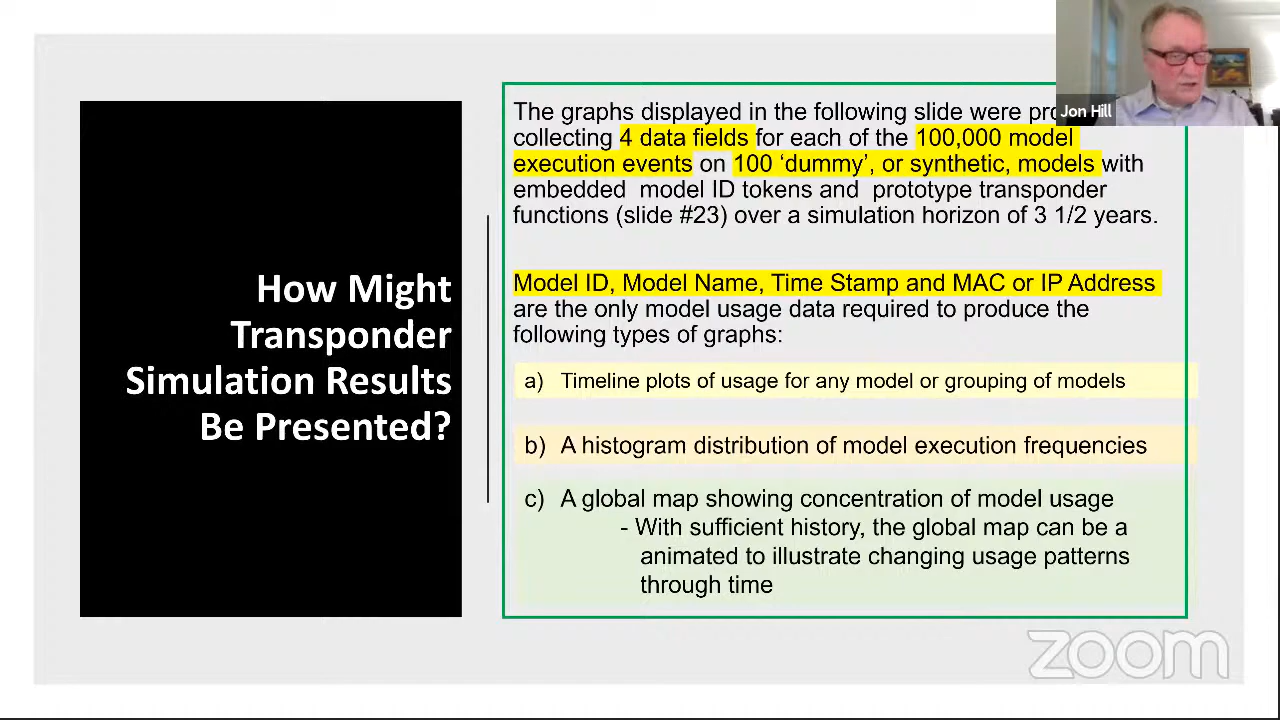 How Might
Transponder
Simulation Results
Be Presented?
The graphs displayed in the following slide were
collecting 4 data fields for each of the 100,000 model
execution events on 100 ‘dummy’, or synthetic, models with
embedded model ID tokens and prototype transponder
functions (slide #23) over a simulation horizon of 3 1/2 years.
Model ID, Model Name, Time Stamp and MAC or IP Address
are the only model usage data required to produce the
following types of graphs:
a) Timeline plots of usage for any model or grouping of models
b) A histogram distribution of model execution frequencies
c) A global map showing concentration of model usage
- With sufficient history, the global map can be a
animated to illustrate changing usage patterns
through time
Jon Hill
zoom